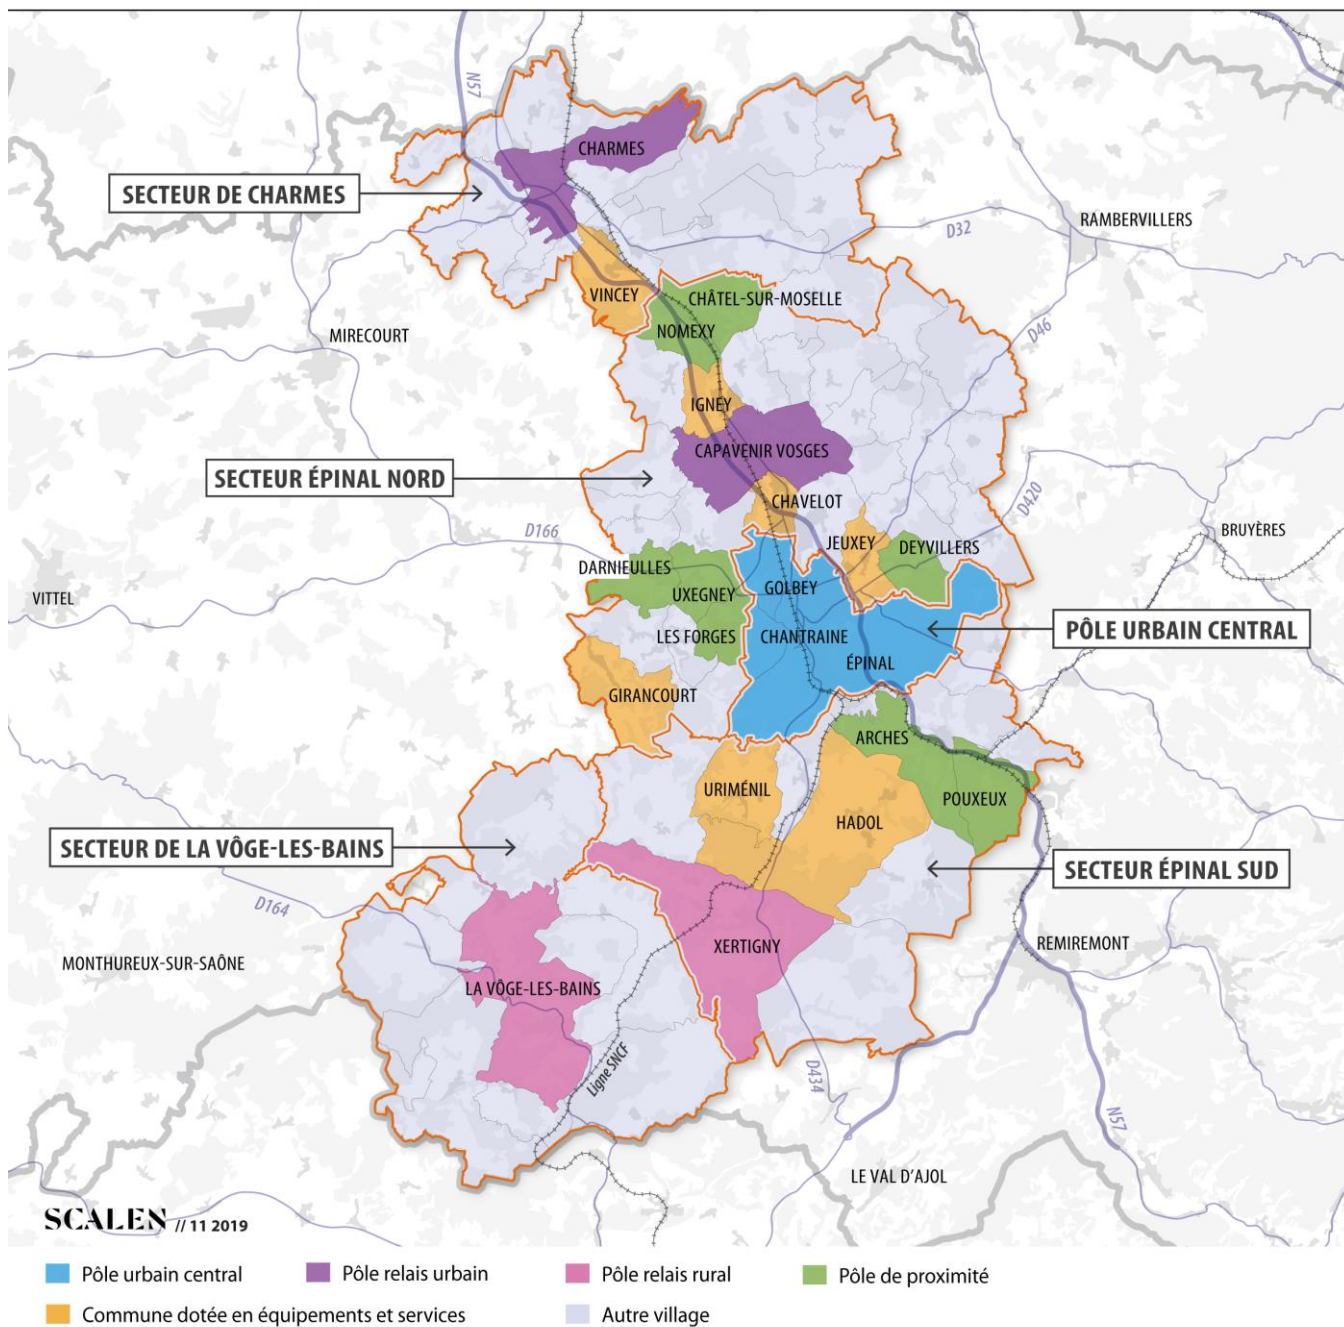 N57
CHARMES
SECTEUR DE CHARMES
RAMBERVILLERS
D32
VINCEY
CHÂTEL-SUR-MOSELLE
NOMEXY
MIRECOURT
D46
IGNEY
CAPAVENIR VOSGES
SECTEUR ÉPINAL NORD
CHAVELOT
D420
D166
BRUYÈRES
JEUXEY
DEYVILLERS
DARNIEULLES
GOLBEY
UXEGNEY
VITTEL
LES FORGES
CHANTRAINE
PÔLE URBAIN CENTRAL
ÉPINAL
GIRANCOURT
ARCHES
URIMÉNIL
POUXEUX
HADOL
SECTEUR DE LA VÔGE-LES-BAINS
SECTEUR ÉPINAL SUD
D164
XERTIGNY
REMIREMONT
MONTHUREUX-SUR-SAÔNE
LA VÔGE-LES-BAINS
Ligne SNCF
D434
N57
LE VAL D'AJOL
SCALEN // 11 2019
Pôle urbain central
Pôle relais urbain
Pôle relais rural
Pôle de proximité
Commune dotée en équipements et services
Autre village